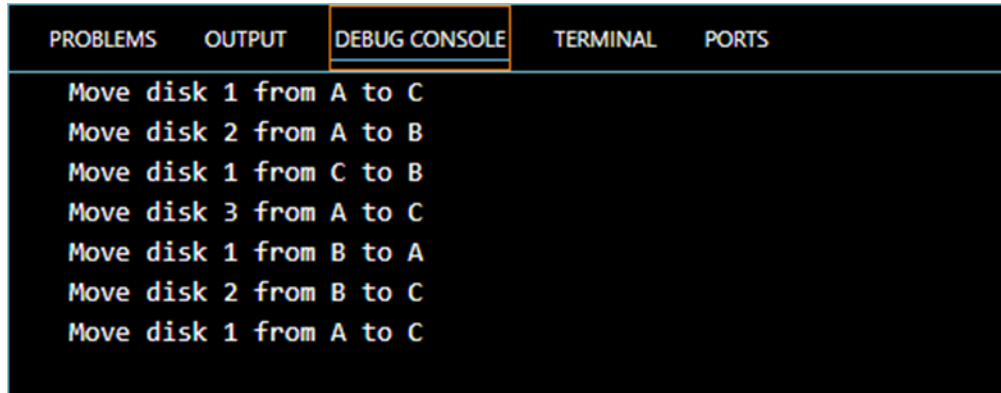 PROBLEMS OUTPUT DEBUG CONSOLE TERMINAL PORTS
Move disk 1 from A to C
Move disk 2 from A to B
Move disk 1 from C to B
Move disk 3 from A to C
Move disk 1 from B to A
Move disk 2 from B to C
Move disk 1 from A to C